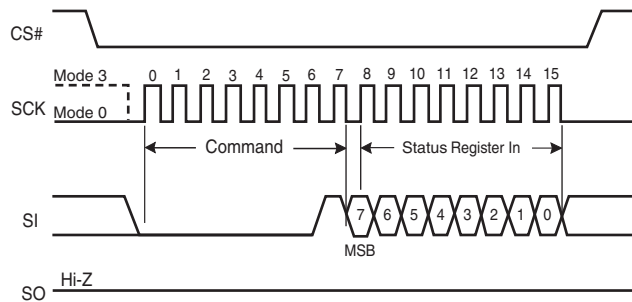 CS#
Mode 3
0 1 2 3 4 5 6 7 8 9 10 11 12 13 14 15
SCK
Mode 0
Command
Status Register In
SI
7 6 5 4 3 2 1 0
MSB
Hi-Z
SO